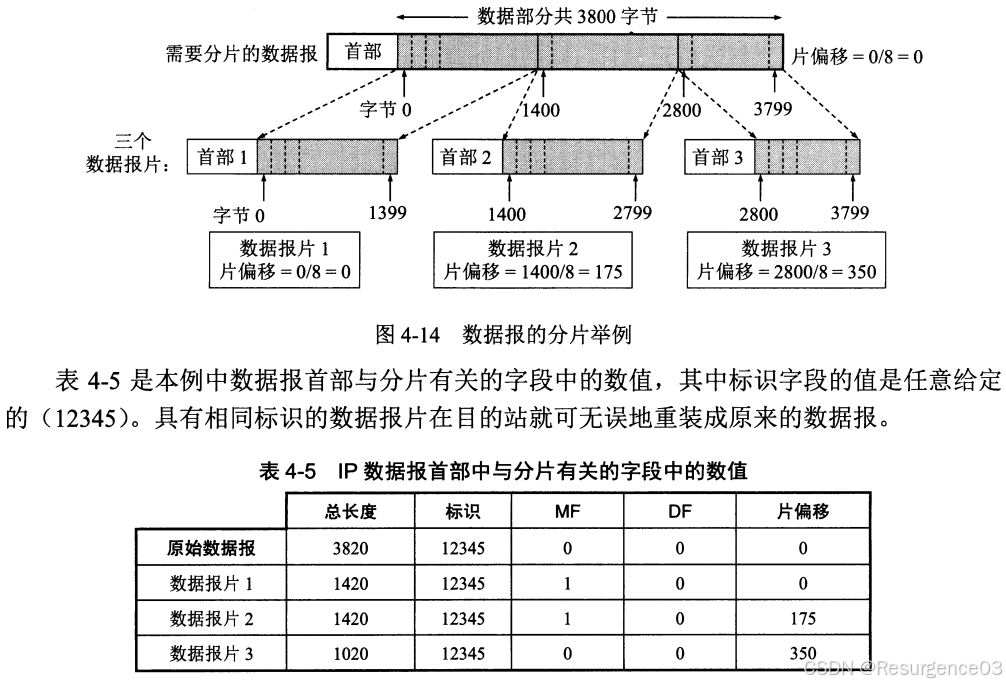 数据部分共 3800 字节
需要分片的数据报 首部 片偏移 = 0/8 = 0
字节 0 1400 2800 3799
三个
数据报片： 首部 1 首部 2 首部 3
字节 0 1399 1400 2799 2800 3799
数据报片 1 数据报片 2 数据报片 3
片偏移 = 0/8 = 0 片偏移 = 1400/8 = 175 片偏移 = 2800/8 = 350
图 4-14 数据报的分片举例
表 4-5 是本例中数据报首部与分片有关的字段中的数值，其中标识字段的值是任意给定
的（12345）。具有相同标识的数据报片在目的站就可无误地重装成原来的数据报。
表 4-5 IP 数据报首部中与分片有关的字段中的数值
总长度 标识 MF DF 片偏移
原始数据报 3820 12345 0 0 0
数据报片 1 1420 12345 1 0 0
数据报片 2 1420 12345 1 0 175
数据报片 3 1020 12345 0 0 350
CSDN @Resurgence03